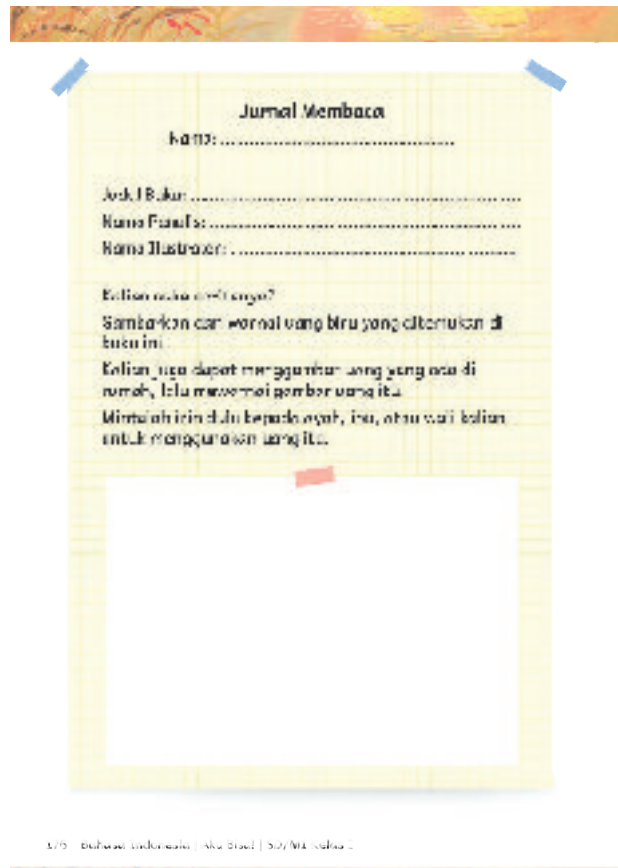 Jurnal Membaca
Nama: ................................................
Judul Buku: ....................................................................
Nama Penulis: ................................................................
Nama Ilustrator: ...........................................................
Kalian suka ceritanya?
Gambarkan dan warnai uang biru yang ditemukan di
buku ini.
Kalian juga dapat menggambar uang yang ada di
rumah, lalu mewarnai gambar uang itu.
Mintalah izin dulu kepada ayah, ibu, atau wali kalian
untuk menggunakan uang itu.
Bahasa Indonesia | Aku Bisa! | SD/MI Kelas I